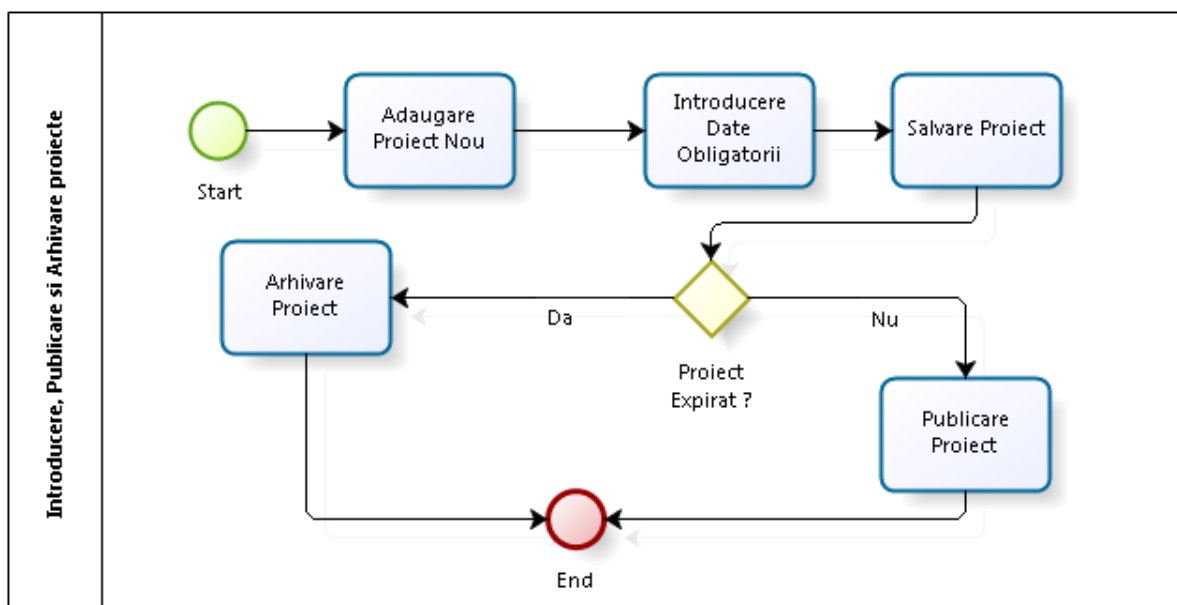 Introducere, Publicare si Arhivare proiecte
Start
Adaugare
Proiect Nou
Introducere
Date
Obligatorii
Salvare Proiect
Arhivare
Proiect
Da
Nu
Proiect
Expirat ?
Publicare
Proiect
End